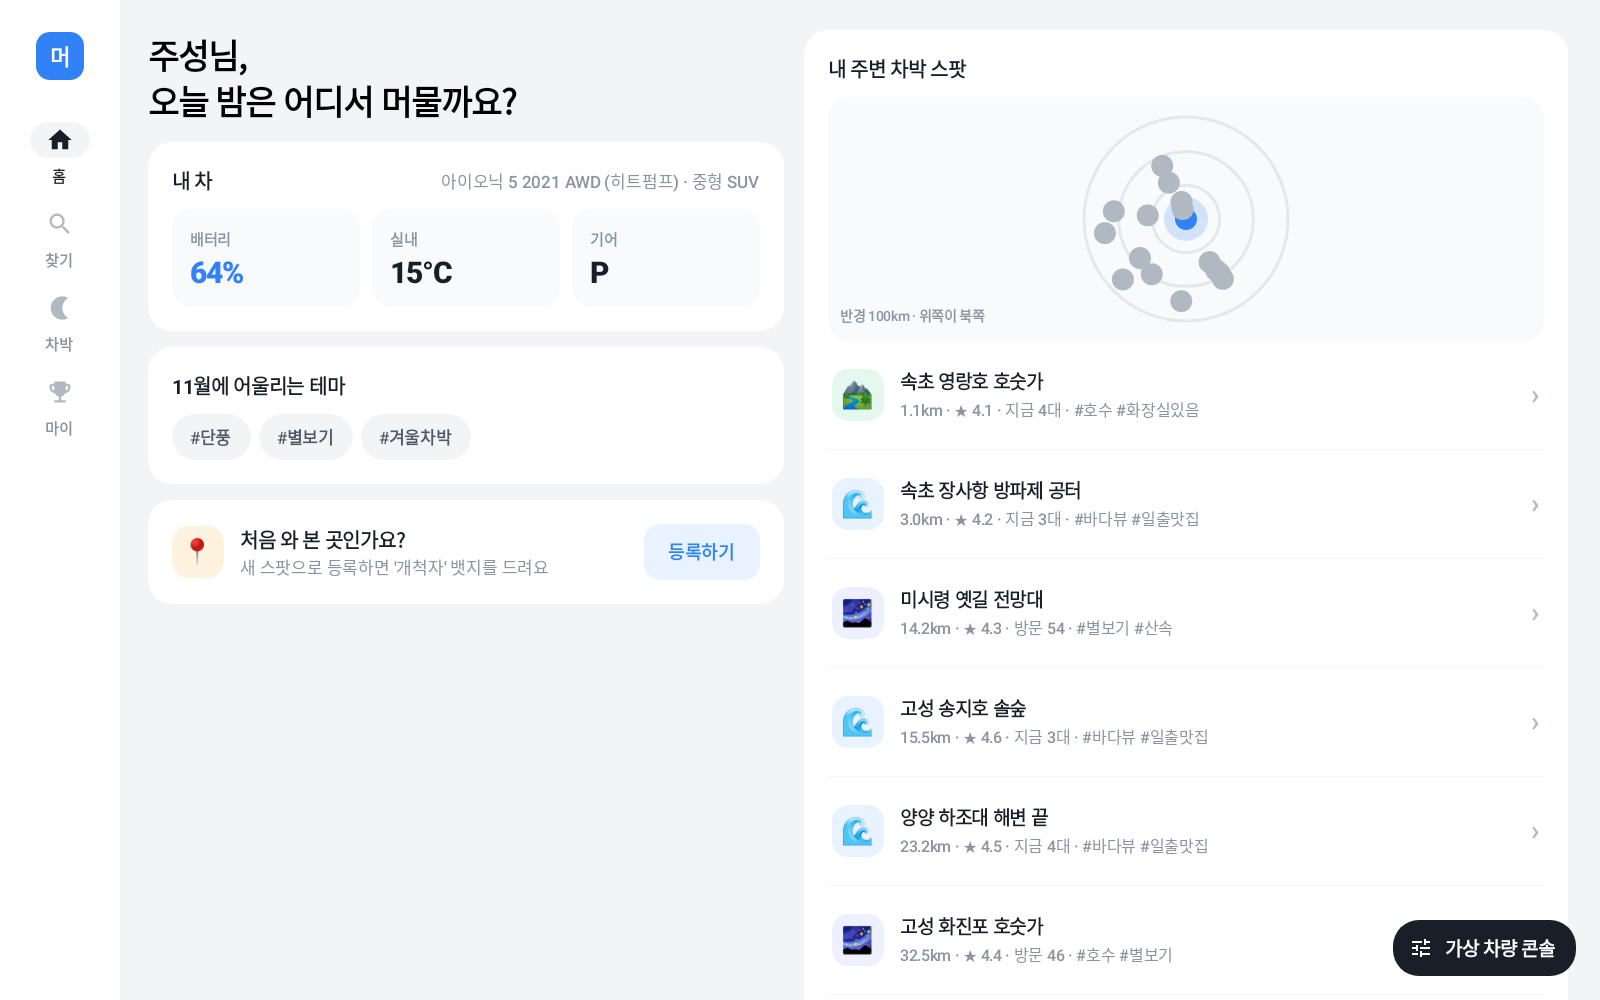 머
홈
찾기
차박
마이
주성님,
오늘 밤은 어디서 머물까요?
내 차
아이오닉 5 2021 AWD (히트펌프) · 중형 SUV
배터리
64%
실내
15°C
기어
P
11월에 어울리는 테마
#단풍
#별보기
#겨울차박
처음 와 본 곳인가요?
새 스팟으로 등록하면 '개척자' 뱃지를 드려요
등록하기
내 주변 차박 스팟
반경 100km · 위쪽이 북쪽
속초 영랑호 호숫가
1.1km · ★ 4.1 · 지금 4대 · #호수 #화장실있음
속초 장사항 방파제 공터
3.0km · ★ 4.2 · 지금 3대 · #바다뷰 #일출맛집
미시령 옛길 전망대
14.2km · ★ 4.3 · 방문 54 · #별보기 #산속
고성 송지호 솔숲
15.5km · ★ 4.6 · 지금 3대 · #바다뷰 #일출맛집
양양 하조대 해변 끝
23.2km · ★ 4.5 · 지금 4대 · #바다뷰 #일출맛집
고성 화진포 호숫가
32.5km · ★ 4.4 · 방문 46 · #호수 #별보기
가상 차량 콘솔